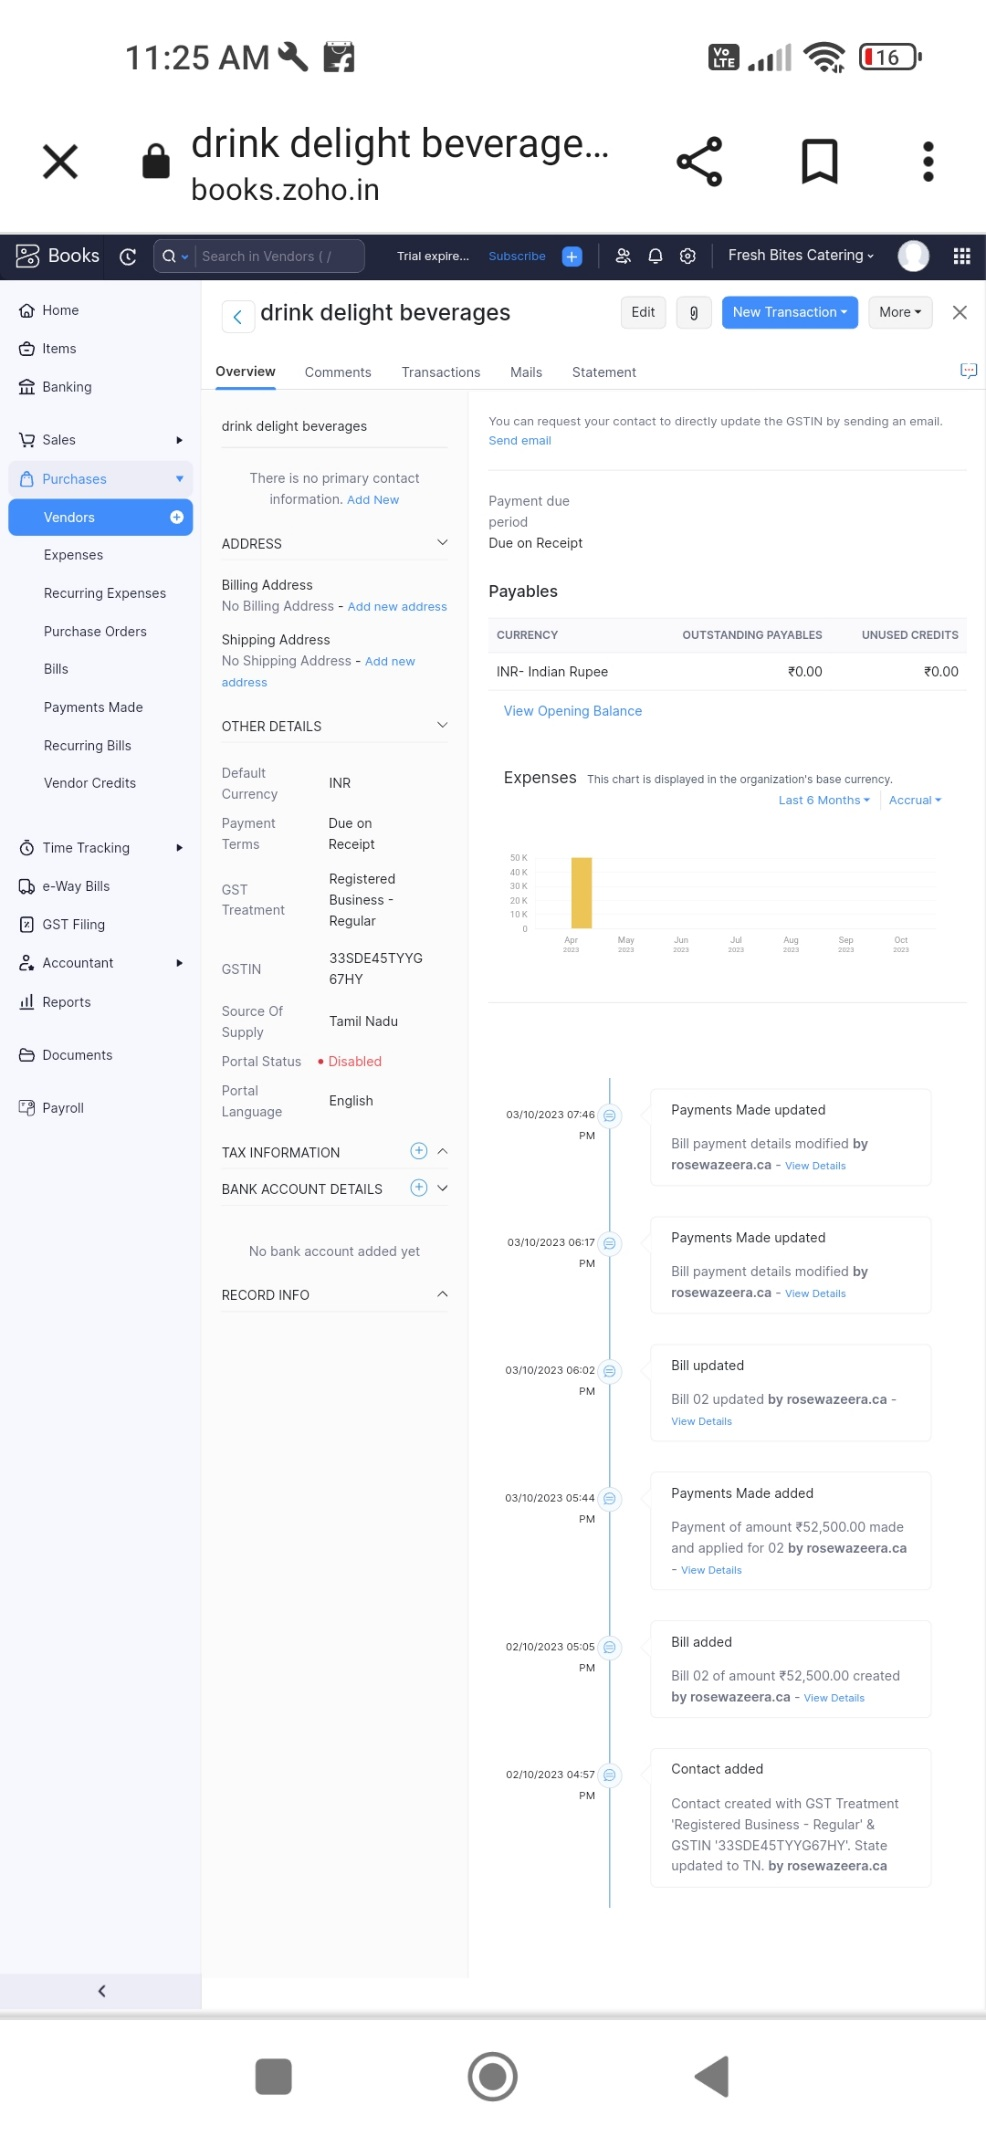 11:25 AM
Vo LTE
16
drink delight beverage...
books.zoho.in
Books
Search in Vendors ( /
Trial expire...
Subscribe
Fresh Bites Catering
Home
Items
Banking
Sales
Purchases
Vendors
Expenses
Recurring Expenses
Purchase Orders
Bills
Payments Made
Recurring Bills
Vendor Credits
Time Tracking
e-Way Bills
GST Filing
Accountant
Reports
Documents
Payroll
drink delight beverages
Edit
New Transaction
More
Overview
Comments
Transactions
Mails
Statement
drink delight beverages
There is no primary contact
information. Add New
ADDRESS
Billing Address
No Billing Address - Add new address
Shipping Address
No Shipping Address - Add new
address
OTHER DETAILS
Default
Currency
INR
Payment
Terms
Due on
Receipt
GST
Treatment
Registered
Business -
Regular
GSTIN
33SDE45TYYG
67HY
Source Of
Supply
Tamil Nadu
Portal Status
Disabled
Portal
Language
English
TAX INFORMATION
BANK ACCOUNT DETAILS
No bank account added yet
RECORD INFO
You can request your contact to directly update the GSTIN by sending an email.
Send email
Payment due
period
Due on Receipt
Payables
CURRENCY
OUTSTANDING PAYABLES
UNUSED CREDITS
INR- Indian Rupee
₹0.00
₹0.00
View Opening Balance
Expenses This chart is displayed in the organization's base currency.
Last 6 Months
Accrual
50 K
40 K
30 K
20 K
10 K
0
Apr
2023
May
2023
Jun
2023
Jul
2023
Aug
2023
Sep
2023
Oct
2023
03/10/2023 07:46
PM
Payments Made updated
Bill payment details modified by
rosewazeera.ca - View Details
03/10/2023 06:17
PM
Payments Made updated
Bill payment details modified by
rosewazeera.ca - View Details
03/10/2023 06:02
PM
Bill updated
Bill 02 updated by rosewazeera.ca -
View Details
03/10/2023 05:44
PM
Payments Made added
Payment of amount ₹52,500.00 made
and applied for 02 by rosewazeera.ca
- View Details
02/10/2023 05:05
PM
Bill added
Bill 02 of amount ₹52,500.00 created
by rosewazeera.ca - View Details
02/10/2023 04:57
PM
Contact added
Contact created with GST Treatment
'Registered Business - Regular' &
GSTIN '33SDE45TYYG67HY'. State
updated to TN. by rosewazeera.ca